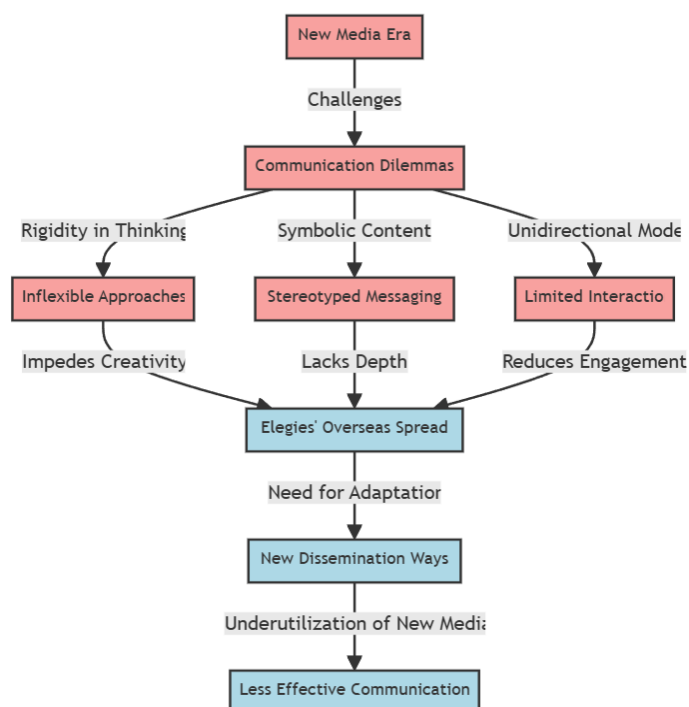 New Media Era
Challenges
Communication Dilemmas
Rigidity in Thinking
Symbolic Content
Unidirectional Mode
Inflexible Approaches
Stereotyped Messaging
Limited Interactio
Impedes Creativity
Lacks Depth
Reduces Engagement
Elegies' Overseas Spread
Need for Adaptation
New Dissemination Ways
Underutilization of New Media
Less Effective Communication